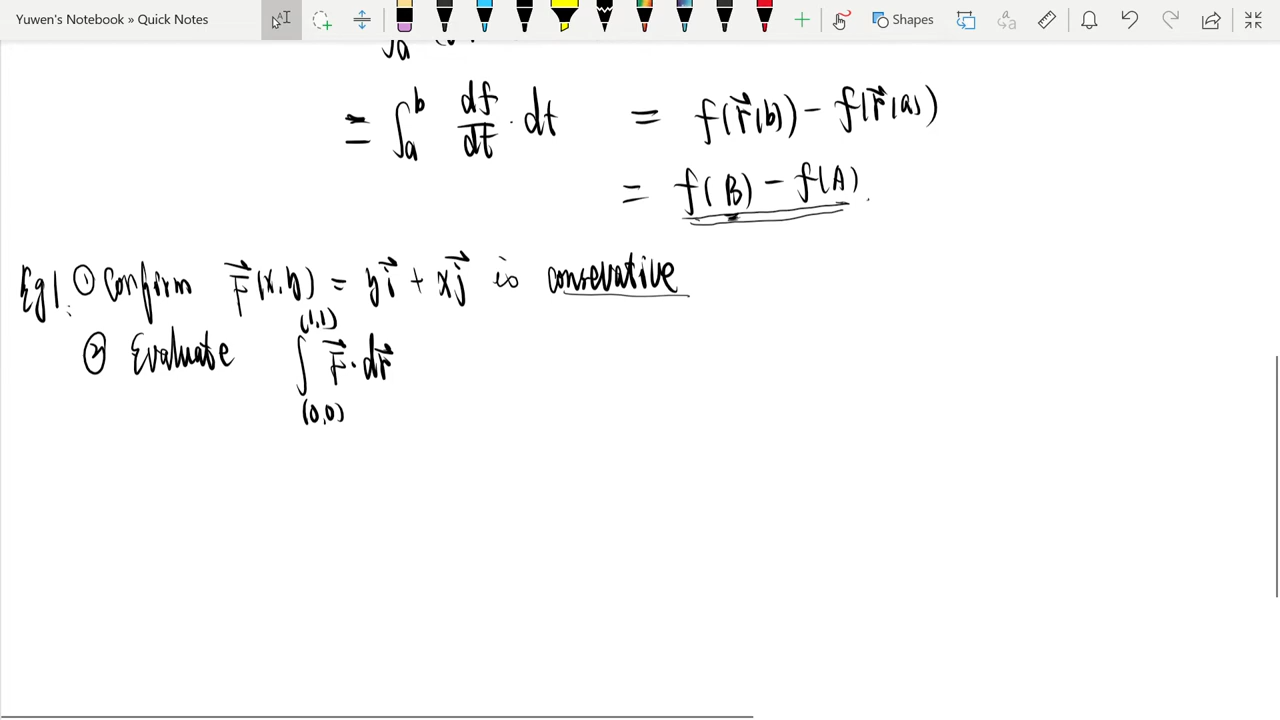 Yuwen's Notebook » Quick Notes
Shapes
= ∫_a^b df/dt · dt = f(r⃗(b)) − f(r⃗(a))
= f(B) − f(A).
Eg1. ① Confirm F⃗(x,y) = yi⃗ + xj⃗ is consevative
② Evaluate ∫_(0,0)^(1,1) F⃗ · dr⃗